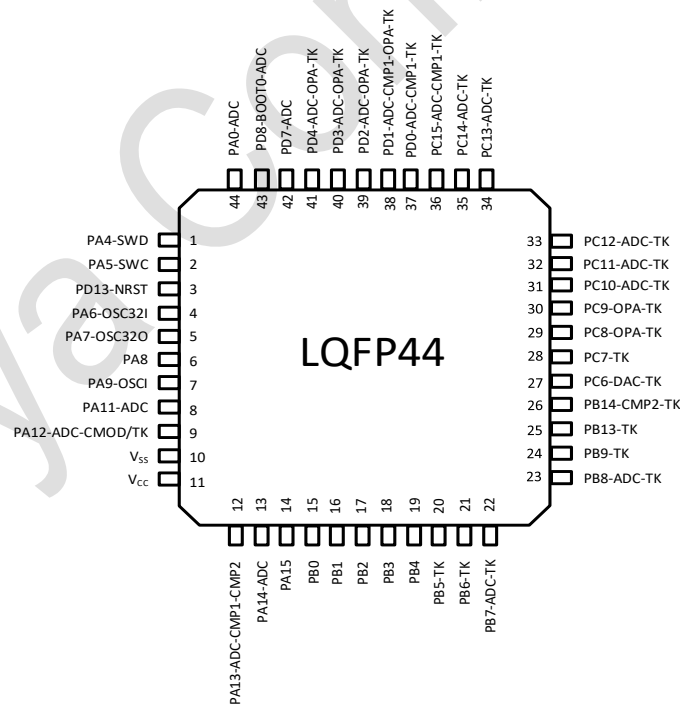 PA0-ADC
PD8-BOOT0-ADC
PD7-ADC
PD4-ADC-OPA-TK
PD3-ADC-OPA-TK
PD2-ADC-OPA-TK
PD1-ADC-CMP1-OPA-TK
PD0-ADC-CMP1-TK
PC15-ADC-CMP1-TK
PC14-ADC-TK
PC13-ADC-TK
44
43
42
41
40
39
38
37
36
35
34
PA4-SWD 1
PA5-SWC 2
PD13-NRST 3
PA6-OSC32I 4
PA7-OSC32O 5
PA8 6
PA9-OSCI 7
PA11-ADC 8
PA12-ADC-CMOD/TK 9
VSS 10
VCC 11
LQFP44
33 PC12-ADC-TK
32 PC11-ADC-TK
31 PC10-ADC-TK
30 PC9-OPA-TK
29 PC8-OPA-TK
28 PC7-TK
27 PC6-DAC-TK
26 PB14-CMP2-TK
25 PB13-TK
24 PB9-TK
23 PB8-ADC-TK
12
13
14
15
16
17
18
19
20
21
22
PA13-ADC-CMP1-CMP2
PA14-ADC
PA15
PB0
PB1
PB2
PB3
PB4
PB5-TK
PB6-TK
PB7-ADC-TK